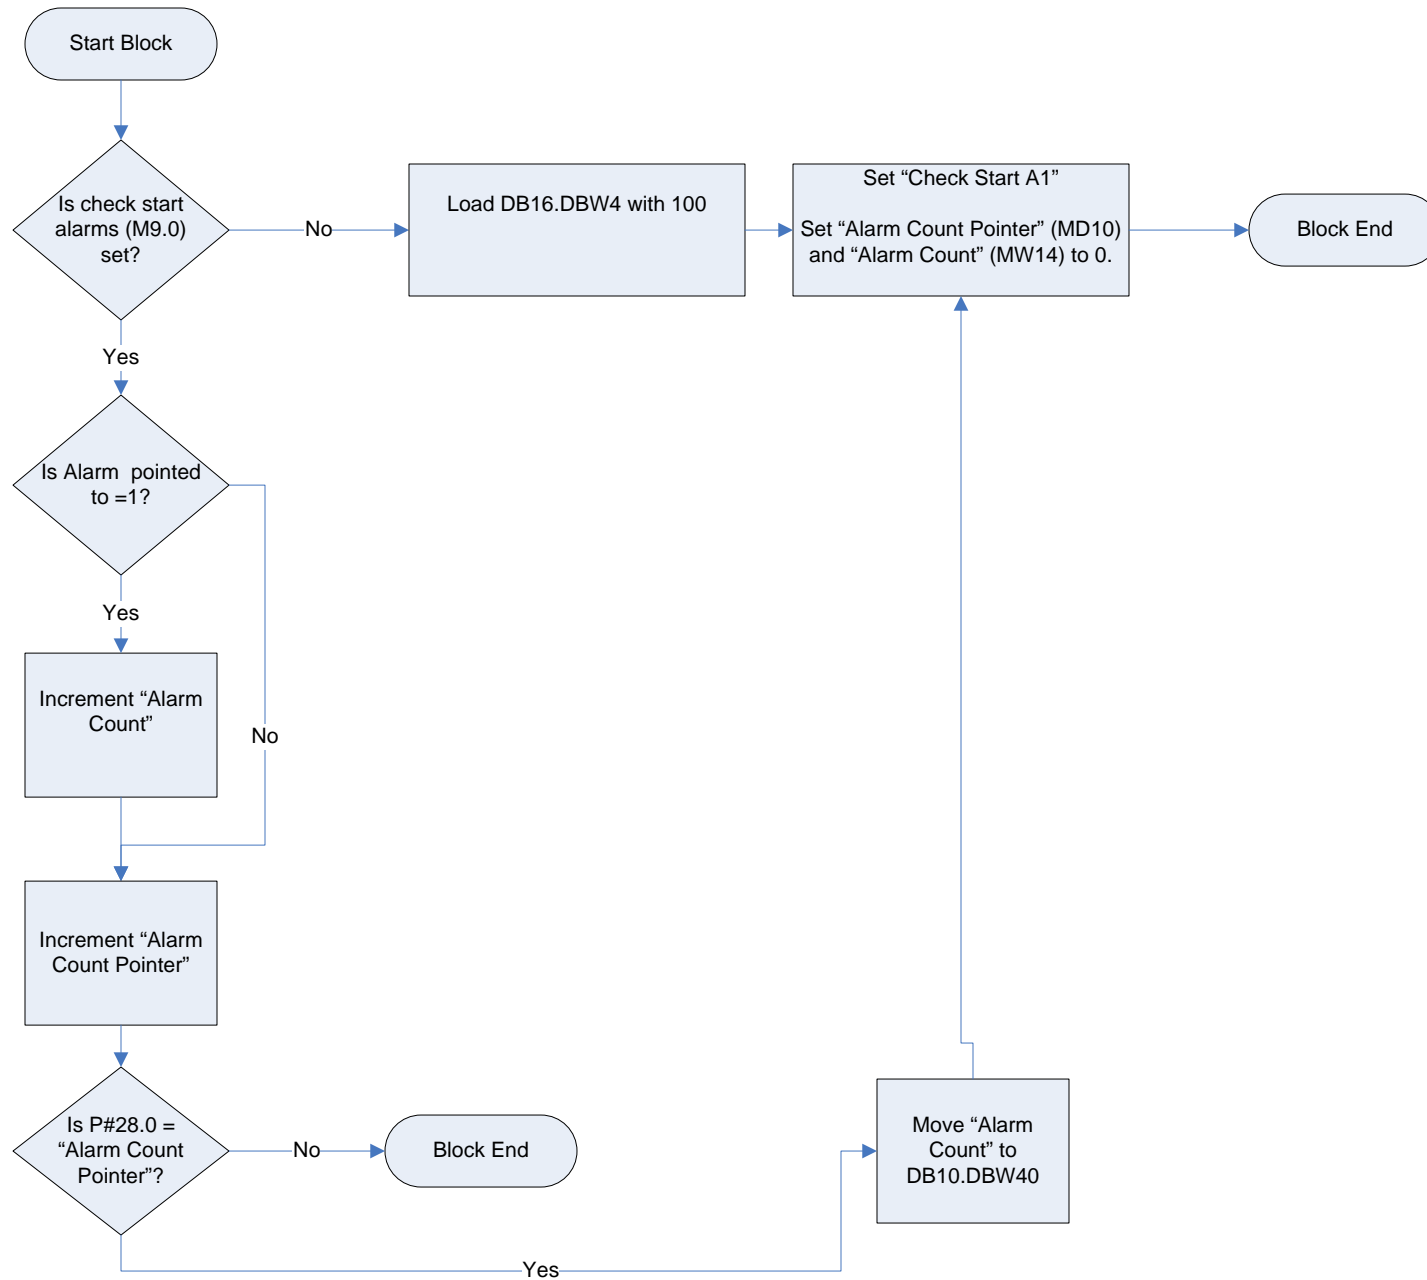 Start Block
Is check start
alarms (M9.0)
set?
No
Load DB16.DBW4 with 100
Set “Check Start A1”
Set “Alarm Count Pointer” (MD10)
and “Alarm Count” (MW14) to 0.
Block End
Yes
Is Alarm  pointed
to =1?
Yes
Increment “Alarm
Count”
No
Increment “Alarm
Count Pointer”
Is P#28.0 =
“Alarm Count
Pointer”?
No
Block End
Move “Alarm
Count” to
DB10.DBW40
Yes